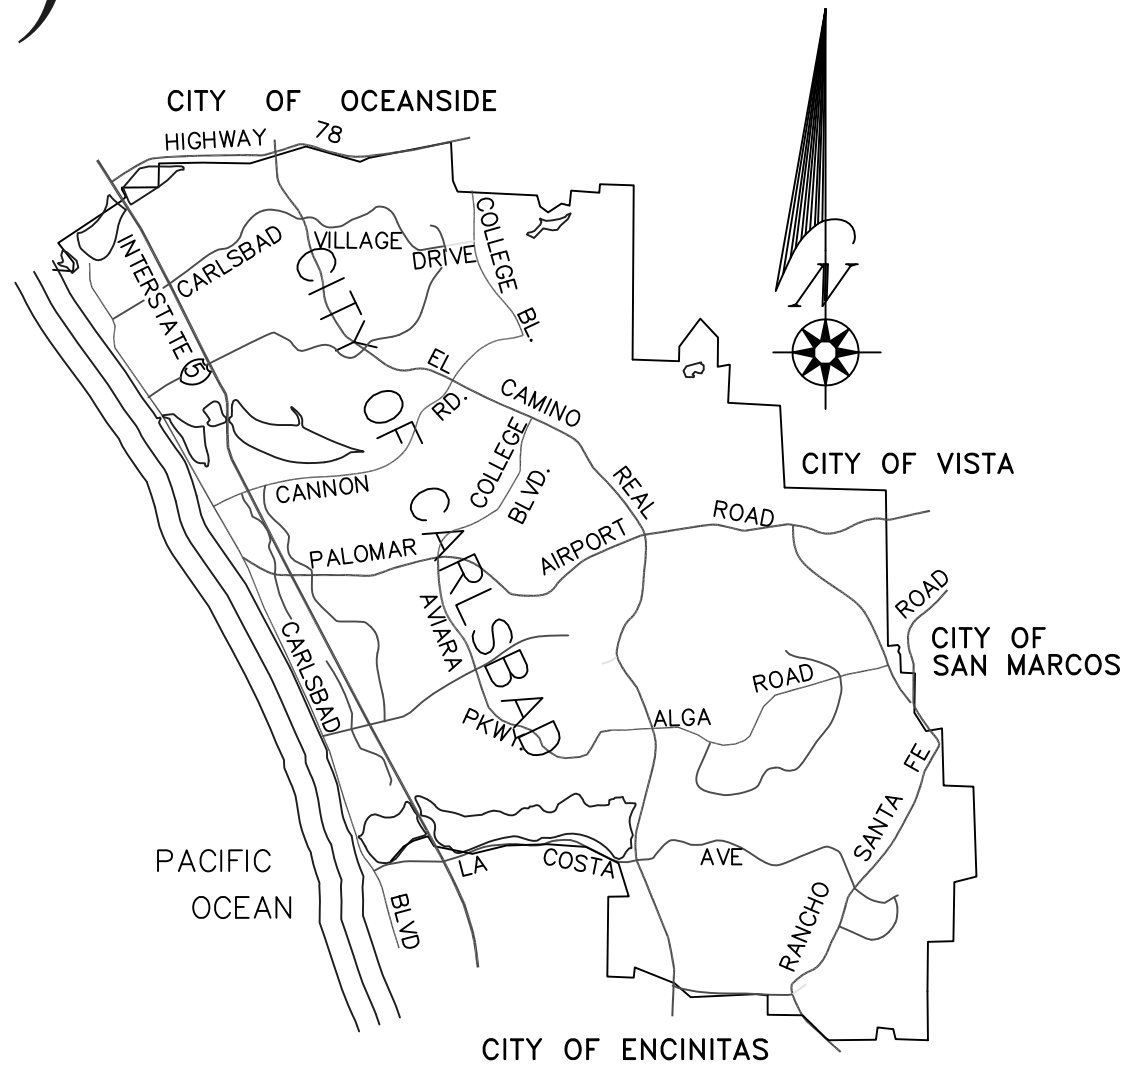 CITY OF OCEANSIDE
HIGHWAY 78
INTERSTATE 5
CARLSBAD VILLAGE DRIVE
COLLEGE BL.
CITY OF CARLSBAD
EL CAMINO REAL
CANNON RD.
COLLEGE BLVD.
CITY OF VISTA
PALOMAR AIRPORT ROAD
AVIARA PKWY.
CARLSBAD BLVD
ALGA ROAD
ROAD
CITY OF
SAN MARCOS
RANCHO SANTA FE
LA COSTA AVE
PACIFIC
OCEAN
CITY OF ENCINITAS
N